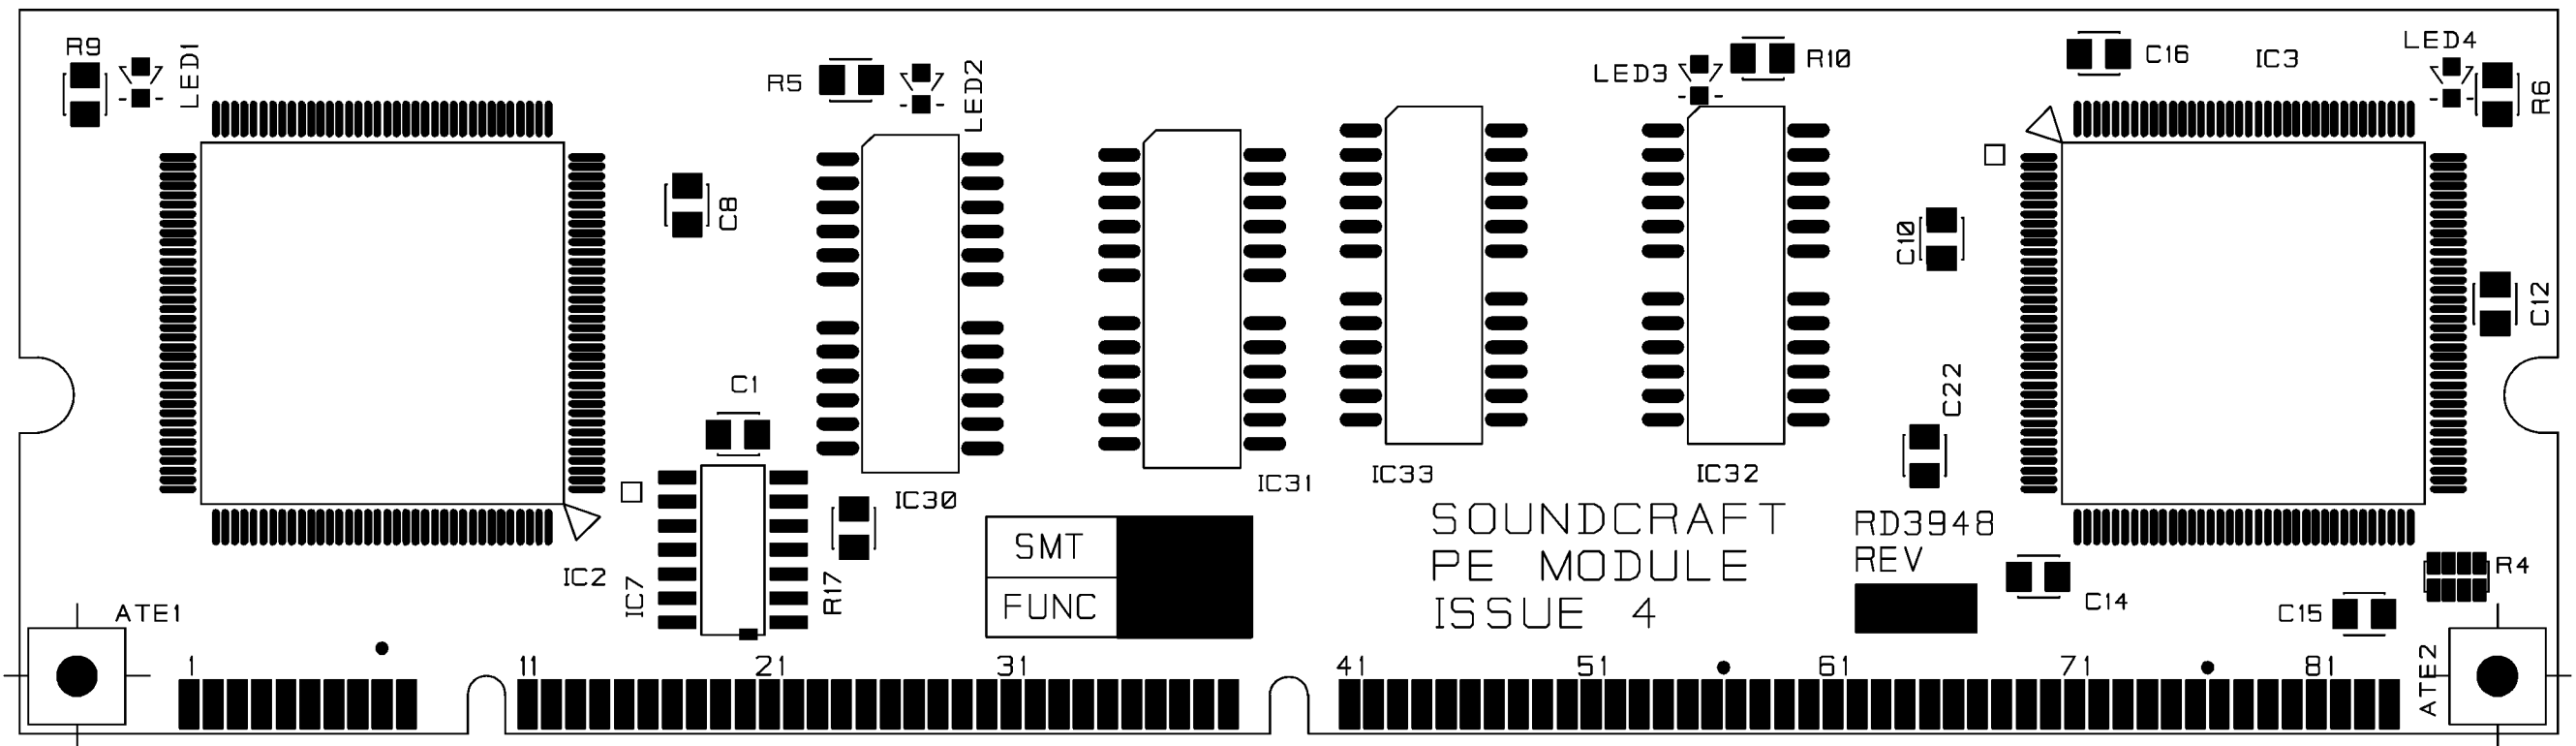 R9
LED1
R5
LED2
LED3
R10
C16
IC3
LED4
R6
C8
C10
C12
C1
C22
IC30
IC31
IC33
IC32
IC2
IC7
R17
SMT
FUNC
SOUNDCRAFT
PE MODULE
ISSUE 4
RD3948
REV
R4
C14
C15
ATE1
ATE2
1 11 21 31 41 51 61 71 81